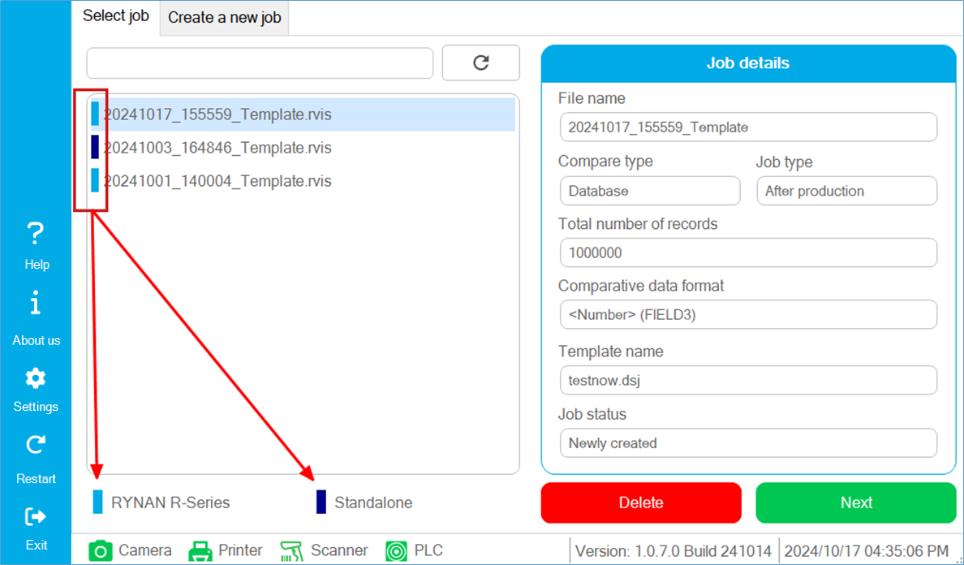 Select job
Create a new job
20241017_155559_Template.rvis
20241003_164846_Template.rvis
20241001_140004_Template.rvis
RYNAN R-Series
Standalone
Job details
File name
20241017_155559_Template
Compare type
Job type
Database
After production
Total number of records
1000000
Comparative data format
<Number> (FIELD3)
Template name
testnow.dsj
Job status
Newly created
Delete
Next
?
Help
i
About us
Settings
Restart
Exit
Camera
Printer
Scanner
PLC
Version: 1.0.7.0 Build 241014
2024/10/17 04:35:06 PM